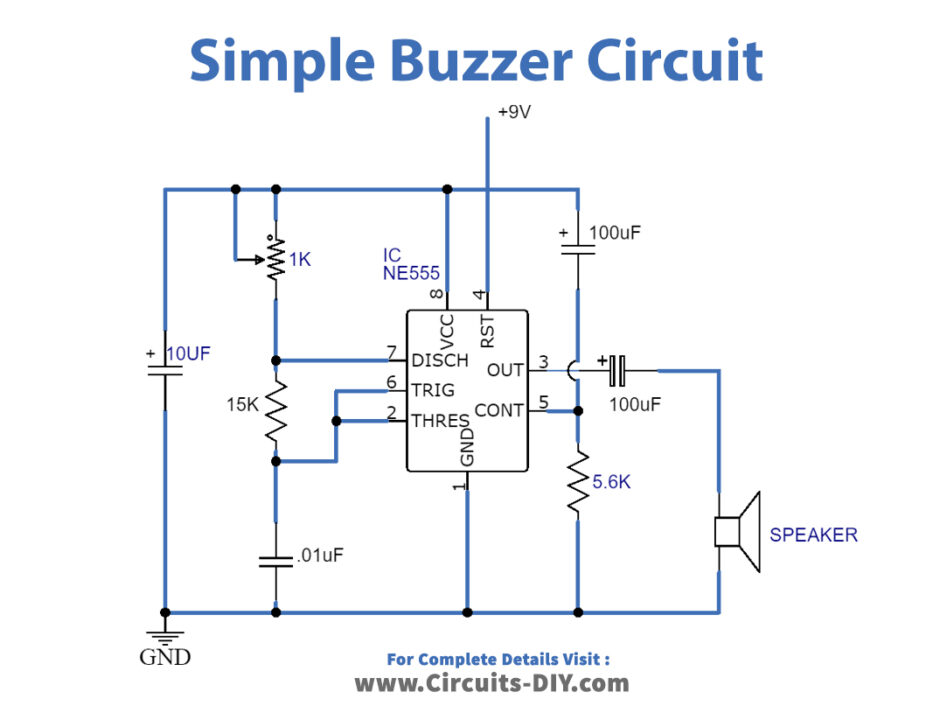 Simple Buzzer Circuit
+9V
+ 100uF
IC
NE555
1K
8
4
VCC
RST
+ 10UF
7 DISCH
OUT 3
+
100uF
6 TRIG
15K
2 THRES
CONT 5
GND
1
5.6K
SPEAKER
.01uF
GND
For Complete Details Visit :
www.Circuits-DIY.com